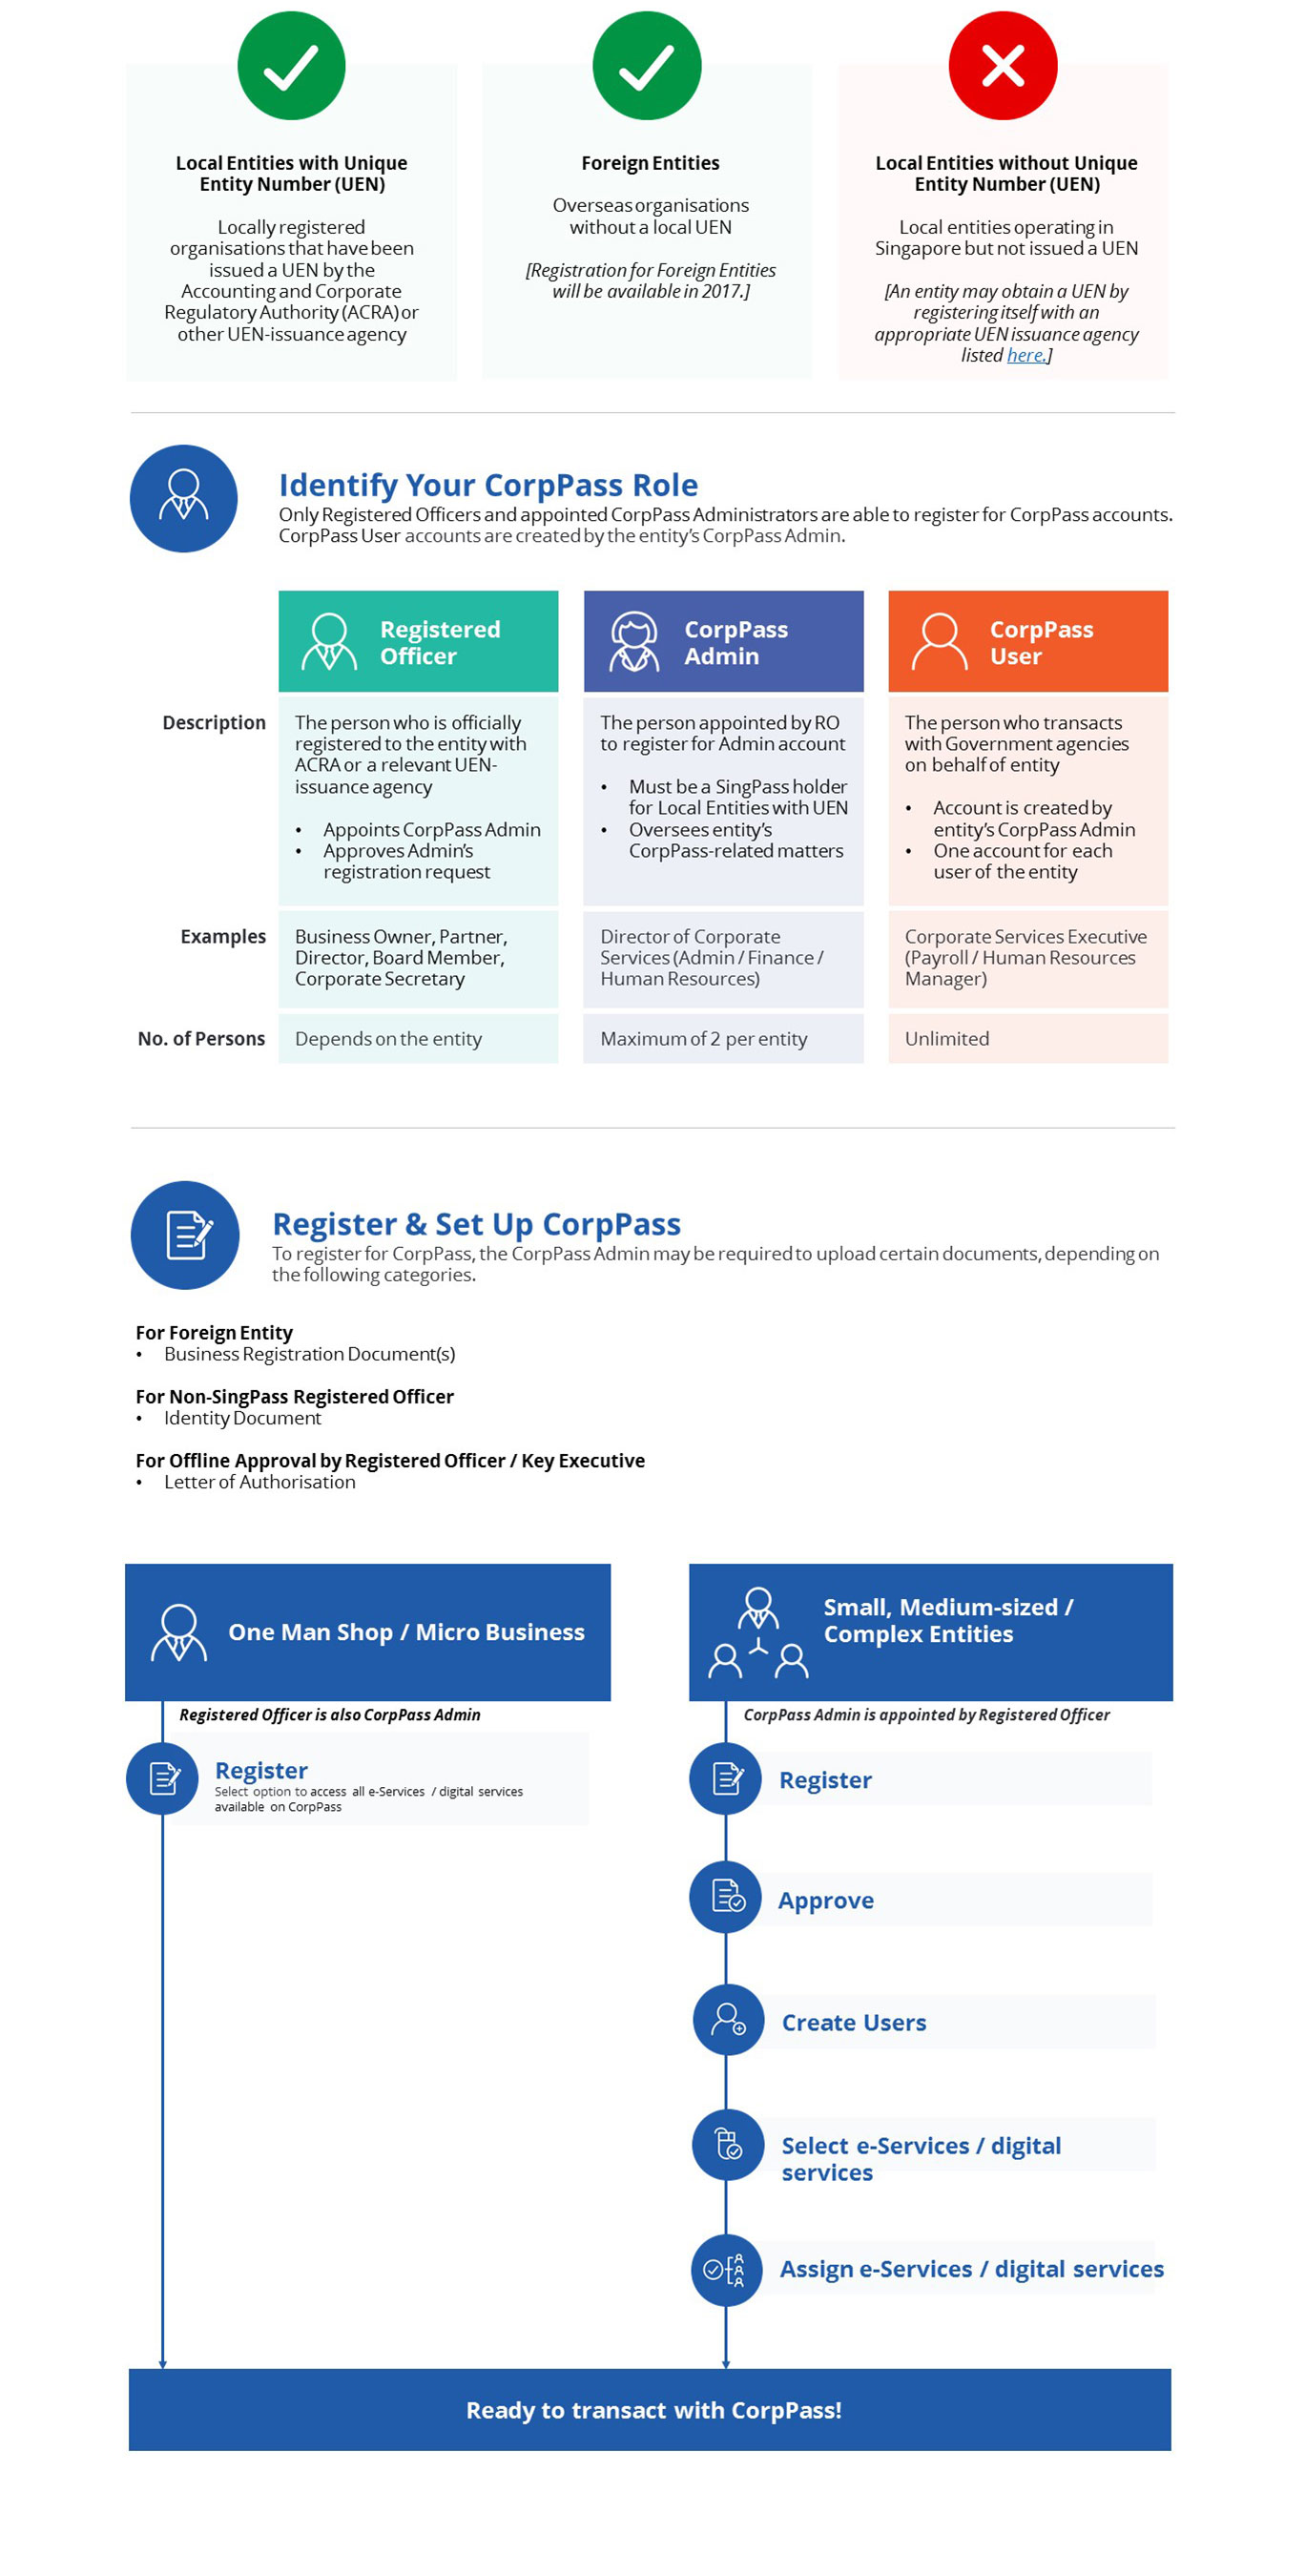 Local Entities with Unique
Entity Number (UEN)
Locally registered
organisations that have been
issued a UEN by the
Accounting and Corporate
Regulatory Authority (ACRA) or
other UEN-issuance agency
Foreign Entities
Overseas organisations
without a local UEN
[Registration for Foreign Entities
will be available in 2017.]
Local Entities without Unique
Entity Number (UEN)
Local entities operating in
Singapore but not issued a UEN
[An entity may obtain a UEN by
registering itself with an
appropriate UEN issuance agency
listed here.]
Identify Your CorpPass Role
Only Registered Officers and appointed CorpPass Administrators are able to register for CorpPass accounts.
CorpPass User accounts are created by the entity's CorpPass Admin.
Registered
Officer
CorpPass
Admin
CorpPass
User
Description
The person who is officially
registered to the entity with
ACRA or a relevant UEN-
issuance agency
• Appoints CorpPass Admin
• Approves Admin's
registration request
The person appointed by RO
to register for Admin account
• Must be a SingPass holder
for Local Entities with UEN
• Oversees entity's
CorpPass-related matters
The person who transacts
with Government agencies
on behalf of entity
• Account is created by
entity's CorpPass Admin
• One account for each
user of the entity
Examples
Business Owner, Partner,
Director, Board Member,
Corporate Secretary
Director of Corporate
Services (Admin / Finance /
Human Resources)
Corporate Services Executive
(Payroll / Human Resources
Manager)
No. of Persons
Depends on the entity
Maximum of 2 per entity
Unlimited
Register & Set Up CorpPass
To register for CorpPass, the CorpPass Admin may be required to upload certain documents, depending on
the following categories.
For Foreign Entity
• Business Registration Document(s)
For Non-SingPass Registered Officer
• Identity Document
For Offline Approval by Registered Officer / Key Executive
• Letter of Authorisation
One Man Shop / Micro Business
Registered Officer is also CorpPass Admin
Register
Select option to access all e-Services / digital services
available on CorpPass
Small, Medium-sized /
Complex Entities
CorpPass Admin is appointed by Registered Officer
Register
Approve
Create Users
Select e-Services / digital
services
Assign e-Services / digital services
Ready to transact with CorpPass!